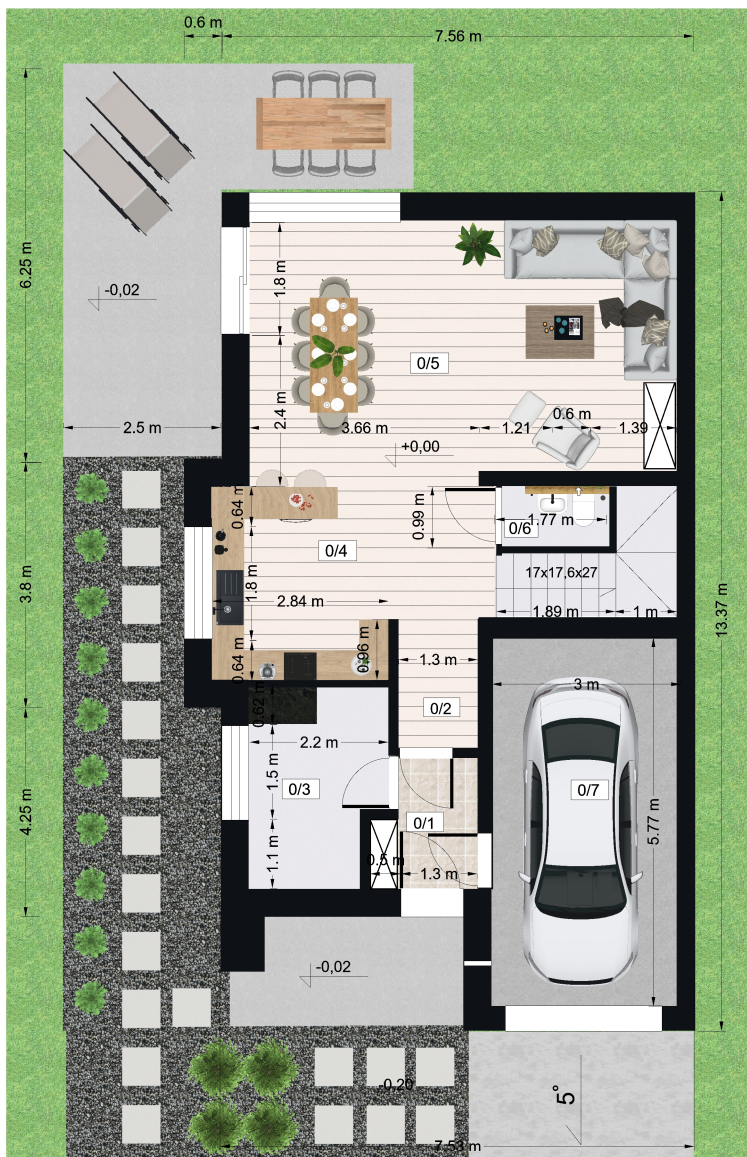 0.6 m
7.56 m
6.25 m
-0,02
1.8 m
0/5
2.4 m
0.6 m
2.5 m
3.66 m
1.21
1.39
+0,00
0.64 m
0.99 m
1.77 m
0/6
0/4
17x17,6x27
3.8 m
1.8 m
2.84 m
1.89 m
1 m
13.37 m
0.64 m
0.96 m
1.3 m
3 m
0.62 m
0/2
2.2 m
1.5 m
0/3
0/7
4.25 m
0/1
5.77 m
1.1 m
0.5 m
1.3 m
-0,02
-0,20
5°
7.53 m